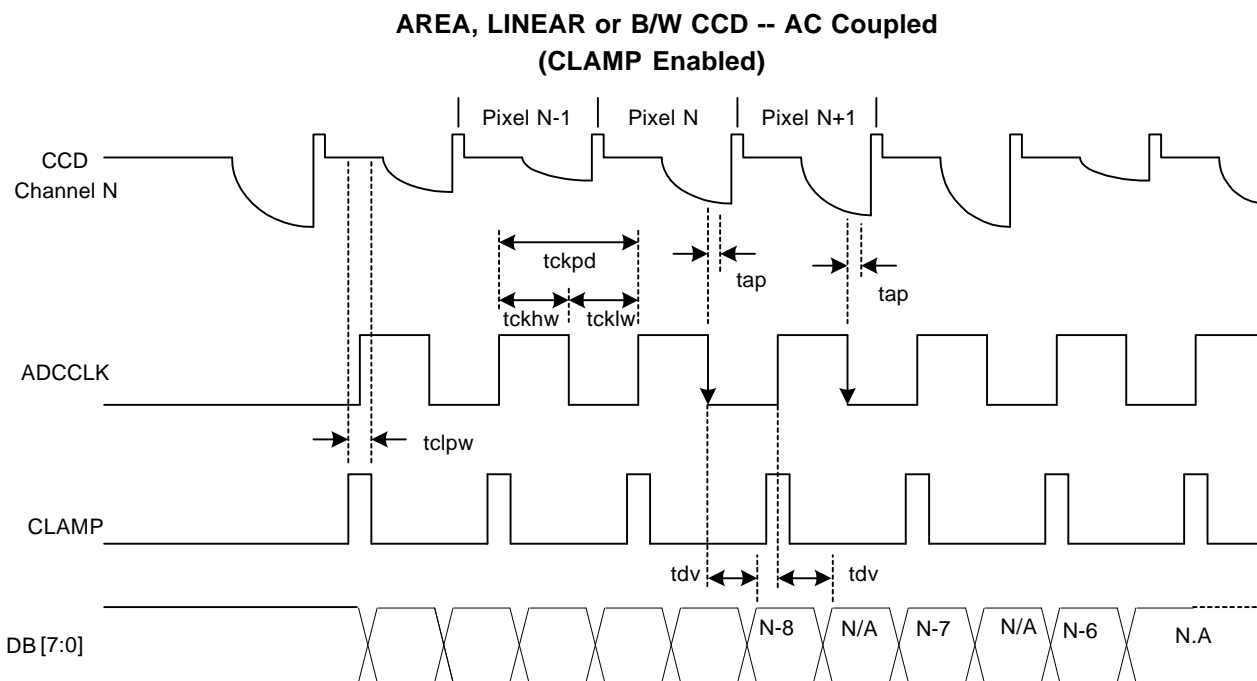 AREA, LINEAR or B/W CCD -- AC Coupled
(CLAMP Enabled)
Pixel N-1
Pixel N
Pixel N+1
CCD
Channel N
tckpd
tap
tap
tckhw
tcklw
ADCCLK
tclpw
CLAMP
tdv
tdv
DB [7:0]
N-8
N/A
N-7
N/A
N-6
N.A